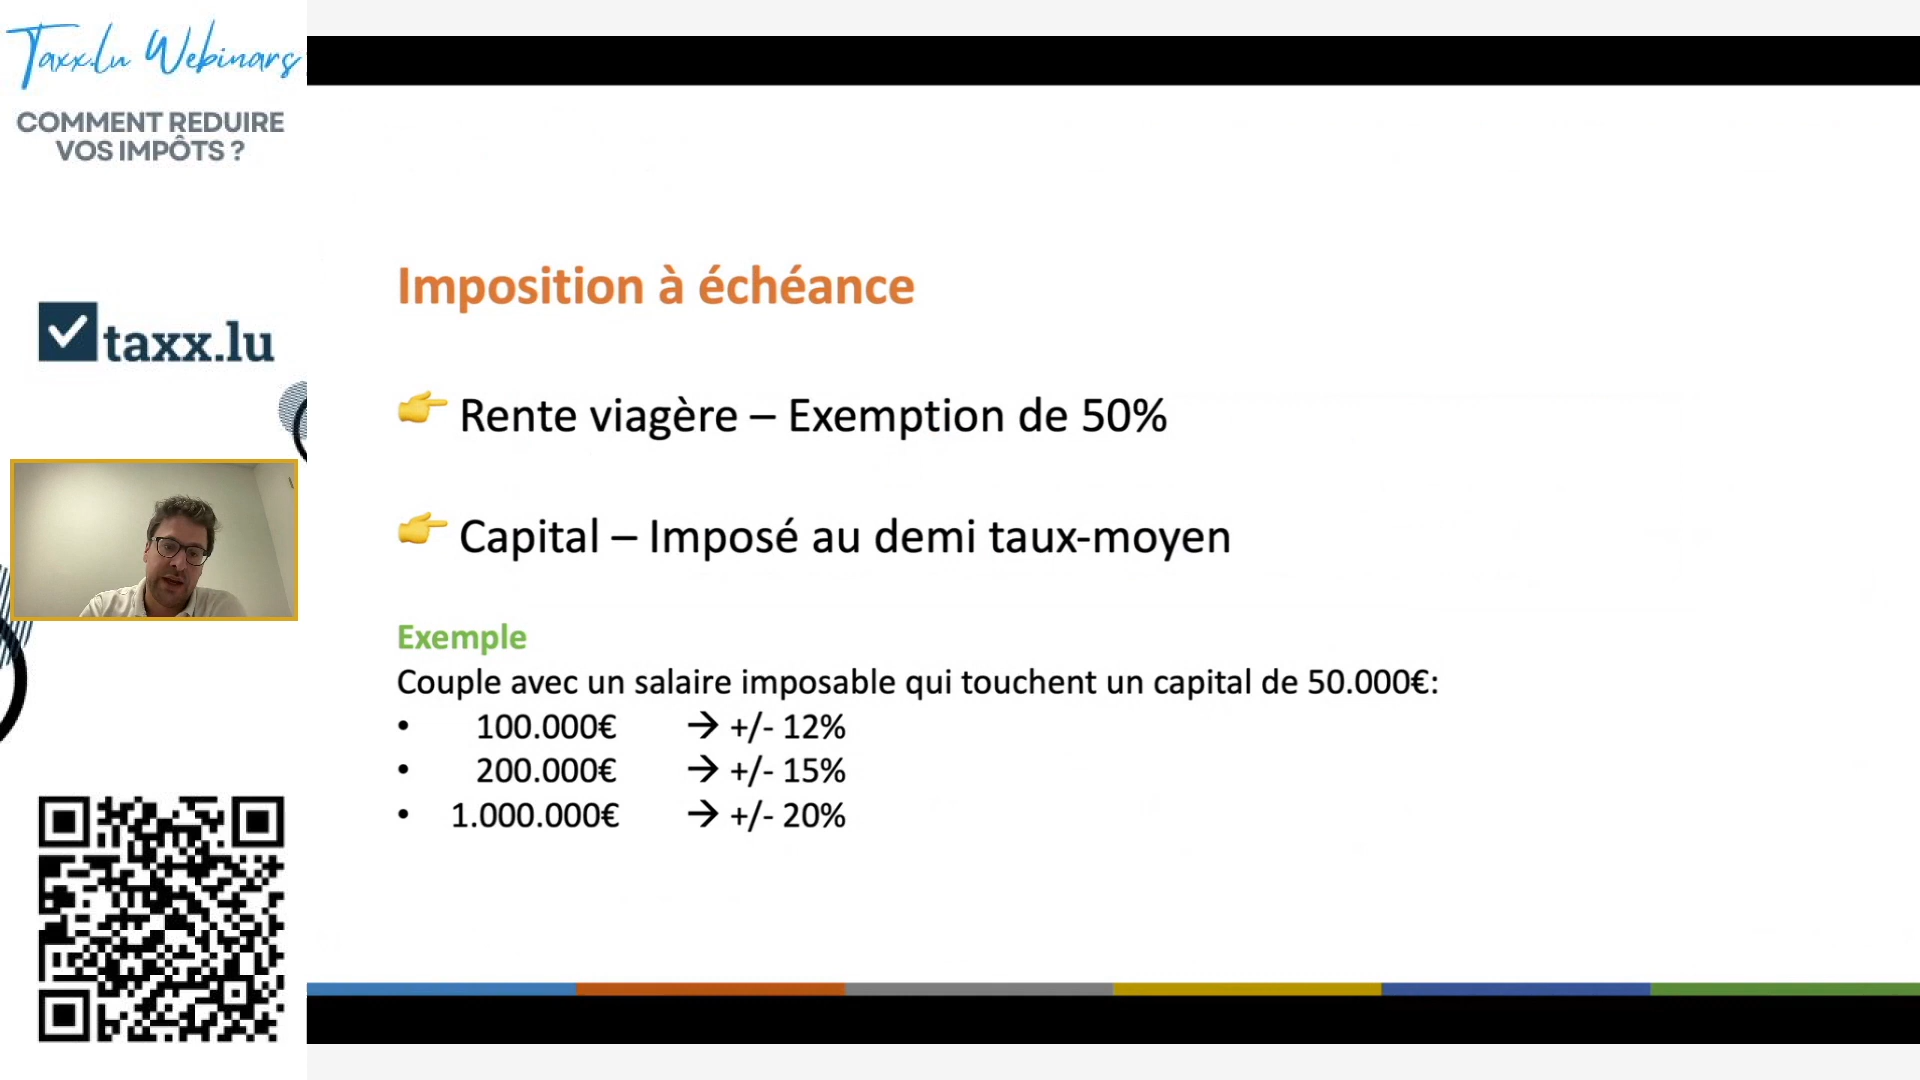 Taxx.lu Webinars
COMMENT REDUIRE
VOS IMPÔTS ?
taxx.lu
Imposition à échéance
Rente viagère – Exemption de 50%
Capital – Imposé au demi taux-moyen
Exemple
Couple avec un salaire imposable qui touchent un capital de 50.000€:
• 100.000€ → +/- 12%
• 200.000€ → +/- 15%
• 1.000.000€ → +/- 20%